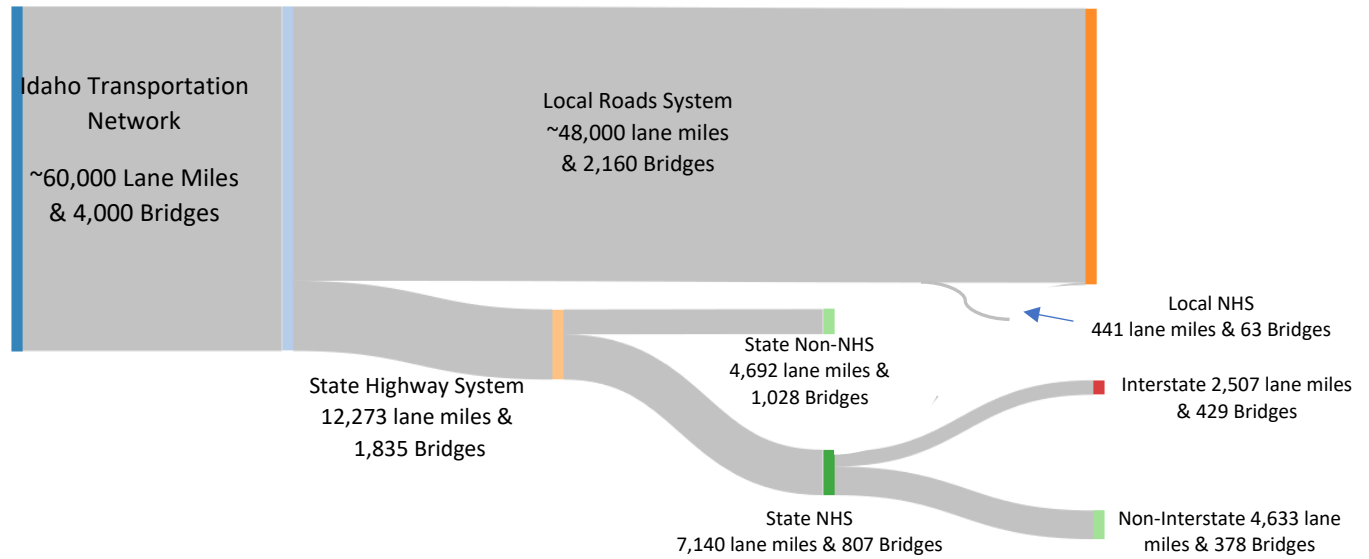 Idaho Transportation
Network
~60,000 Lane Miles
& 4,000 Bridges
Local Roads System
~48,000 lane miles
& 2,160 Bridges
Local NHS
441 lane miles & 63 Bridges
State Non-NHS
4,692 lane miles &
1,028 Bridges
State Highway System
12,273 lane miles &
1,835 Bridges
Interstate 2,507 lane miles
& 429 Bridges
State NHS
7,140 lane miles & 807 Bridges
Non-Interstate 4,633 lane
miles & 378 Bridges